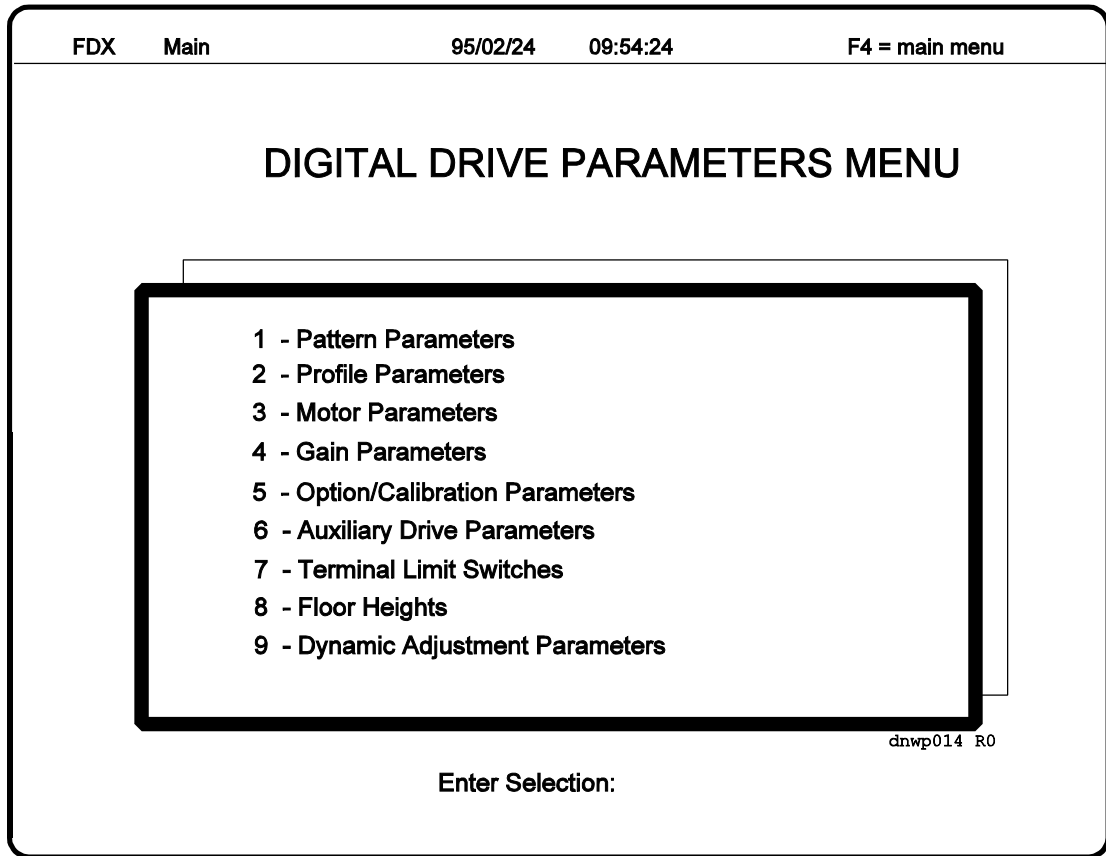 FDX Main 95/02/24 09:54:24 F4 = main menu
DIGITAL DRIVE PARAMETERS MENU
1 - Pattern Parameters
2 - Profile Parameters
3 - Motor Parameters
4 - Gain Parameters
5 - Option/Calibration Parameters
6 - Auxiliary Drive Parameters
7 - Terminal Limit Switches
8 - Floor Heights
9 - Dynamic Adjustment Parameters
dnwp014 R0
Enter Selection: